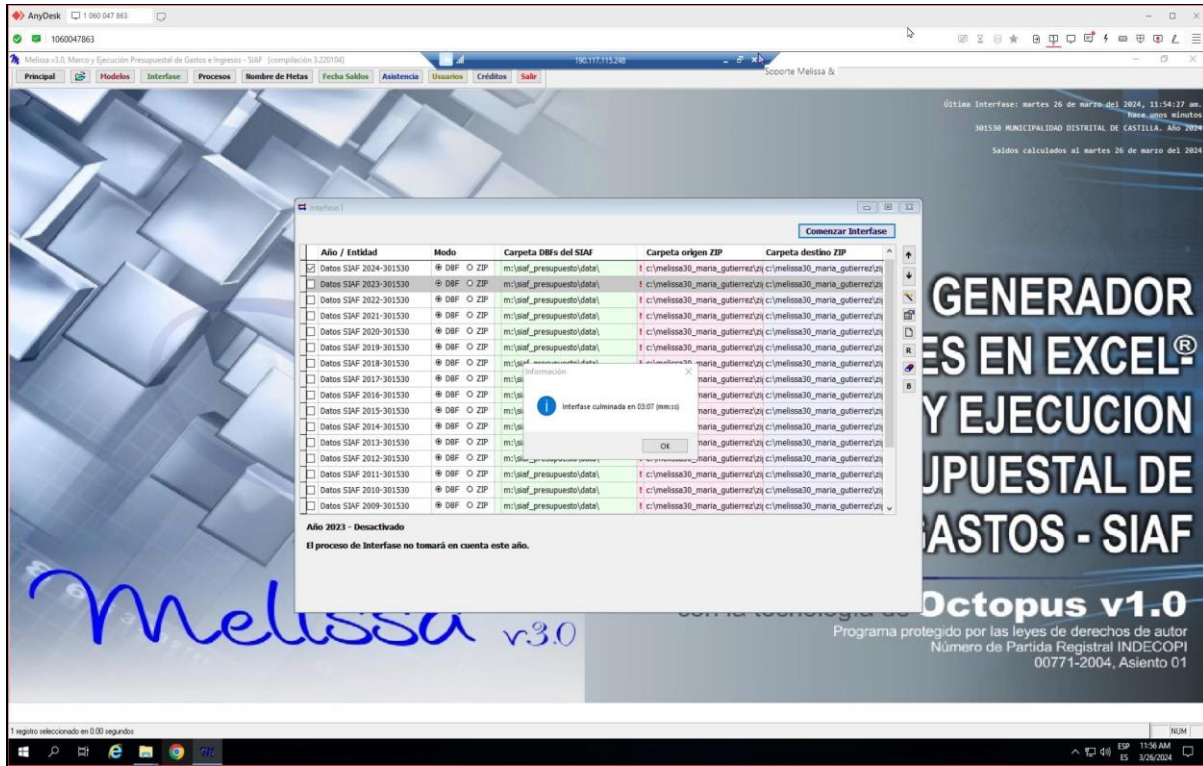 AnyDesk 1 060 047 863
1060047863
Melissa v3.0, Marco y Ejecución Presupuestal de Gastos e Ingresos - SIAF [compilación 3.220104]
190.117.115.248
Soporte Melissa &
Principal Modelos Interfase Procesos Nombre de Metas Fecha Saldos Asistencia Usuarios Créditos Salir
Última Interfase: martes 26 de marzo del 2024, 11:54:27 am.
hace unos minutos
301530 MUNICIPALIDAD DISTRITAL DE CASTILLA. Año 2024
Saldos calculados al martes 26 de marzo del 2024
Interfase
Comenzar Interfase
Año / Entidad Modo Carpeta DBFs del SIAF Carpeta origen ZIP Carpeta destino ZIP
Datos SIAF 2024-301530 DBF ZIP m:\siaf_presupuesto\data\ ! c:\melissa30_maria_gutierrez\zi c:\melissa30_maria_gutierrez\zi
Datos SIAF 2023-301530 DBF ZIP m:\siaf_presupuesto\data\ ! c:\melissa30_maria_gutierrez\zi c:\melissa30_maria_gutierrez\zi
Datos SIAF 2022-301530 DBF ZIP m:\siaf_presupuesto\data\ ! c:\melissa30_maria_gutierrez\zi c:\melissa30_maria_gutierrez\zi
Datos SIAF 2021-301530 DBF ZIP m:\siaf_presupuesto\data\ ! c:\melissa30_maria_gutierrez\zi c:\melissa30_maria_gutierrez\zi
Datos SIAF 2020-301530 DBF ZIP m:\siaf_presupuesto\data\ ! c:\melissa30_maria_gutierrez\zi c:\melissa30_maria_gutierrez\zi
Datos SIAF 2019-301530 DBF ZIP m:\siaf_presupuesto\data\ ! c:\melissa30_maria_gutierrez\zi c:\melissa30_maria_gutierrez\zi
Datos SIAF 2018-301530 DBF ZIP c:\melissa30_maria_gutierrez\zi
Datos SIAF 2017-301530 DBF ZIP m:\si maria_gutierrez\zi c:\melissa30_maria_gutierrez\zi
Datos SIAF 2016-301530 DBF ZIP m:\si maria_gutierrez\zi c:\melissa30_maria_gutierrez\zi
Datos SIAF 2015-301530 DBF ZIP m:\si maria_gutierrez\zi c:\melissa30_maria_gutierrez\zi
Datos SIAF 2014-301530 DBF ZIP m:\si maria_gutierrez\zi c:\melissa30_maria_gutierrez\zi
Datos SIAF 2013-301530 DBF ZIP m:\si maria_gutierrez\zi c:\melissa30_maria_gutierrez\zi
Datos SIAF 2012-301530 DBF ZIP c:\melissa30_maria_gutierrez\zi
Datos SIAF 2011-301530 DBF ZIP m:\siaf_presupuesto\data\ ! c:\melissa30_maria_gutierrez\zi c:\melissa30_maria_gutierrez\zi
Datos SIAF 2010-301530 DBF ZIP m:\siaf_presupuesto\data\ ! c:\melissa30_maria_gutierrez\zi c:\melissa30_maria_gutierrez\zi
Datos SIAF 2009-301530 DBF ZIP m:\siaf_presupuesto\data\ ! c:\melissa30_maria_gutierrez\zi c:\melissa30_maria_gutierrez\zi
R
B
Información
Interfase culminada en 03:07 (mm:ss)
OK
Año 2023 - Desactivado
El proceso de Interfase no tomará en cuenta este año.
GENERADOR
ES EN EXCEL®
Y EJECUCION
UPUESTAL DE
GASTOS - SIAF
con la tecnología de Octopus v1.0
Melissa v3.0
Programa protegido por las leyes de derechos de autor
Número de Partida Registral INDECOPI
00771-2004, Asiento 01
1 registro seleccionado en 0.00 segundos
NUM
ESP 11:56 AM
ES 3/26/2024